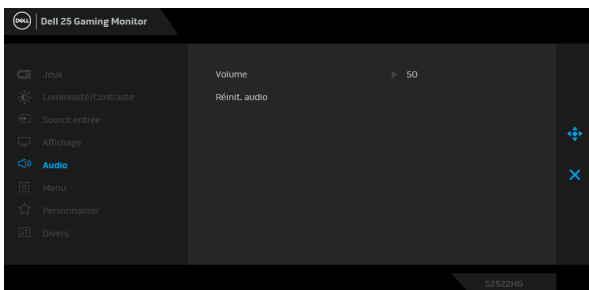 DELL Dell 25 Gaming Monitor
Jeux
Luminosité/Contraste
Source entrée
Affichage
Audio
Menu
Personnaliser
Divers
Volume 50
Réinit. audio
S2522HG